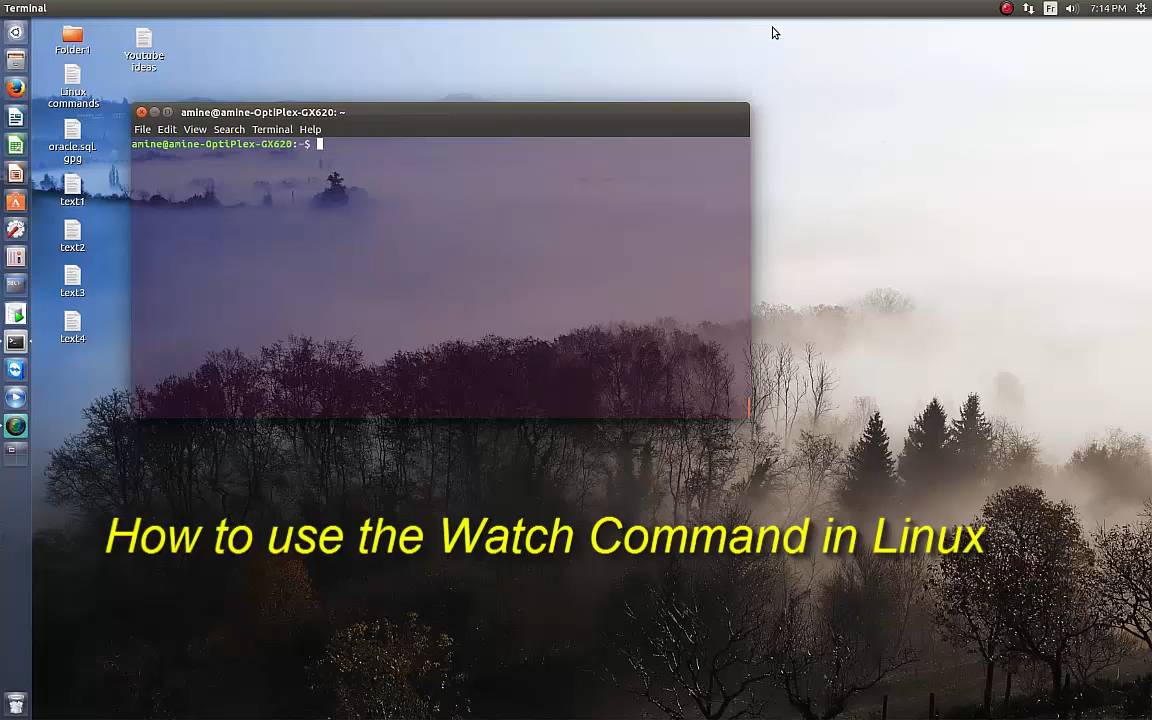 Terminal
Fr
7:14 PM
Folder1
Youtube
ideas
Linux
commands
oracle.sql.
gpg
text1
text2
text3
text4
amine@amine-OptiPlex-GX620: ~
File Edit View Search Terminal Help
amine@amine-OptiPlex-GX620:~$
How to use the Watch Command in Linux